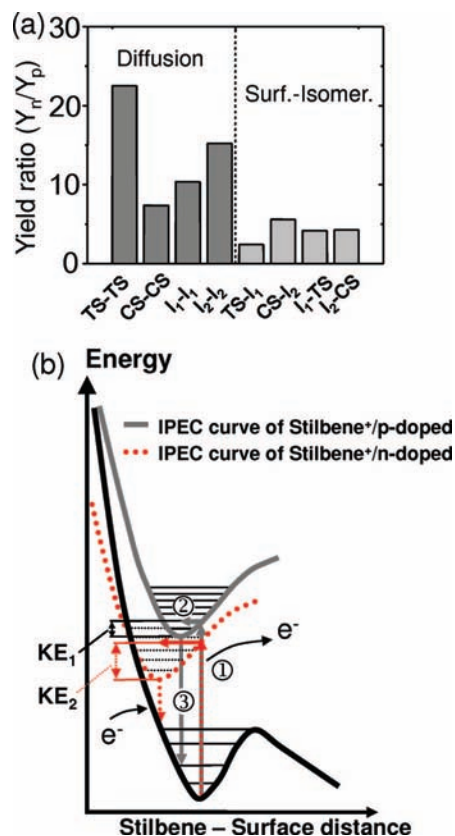 (a)
Yield ratio (Yn/Yp)
30
20
10
0
Diffusion
Surf.-Isomer.
TS-TS
CS-CS
I1-I1
I2-I2
TS-I1
CS-I2
I1-TS
I2-CS
(b)
Energy
IPEC curve of Stilbene+/p-doped
IPEC curve of Stilbene+/n-doped
②
KE1
e-
①
KE2
③
e-
Stilbene – Surface distance